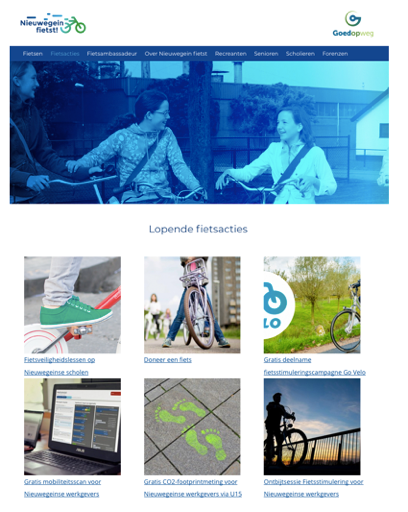 Nieuwegein
fietst!
Goedopweg
Fietsen Fietsacties Fietsambassadeur Over Nieuwegein fietst Recreanten Senioren Scholieren Forenzen
Lopende fietsacties
LO
Fietsveiligheidslessen op
Nieuwegeinse scholen
Doneer een fiets
Gratis deelname
fietsstimuleringscampagne Go Velo
Gratis mobiliteitsscan voor
Nieuwegeinse werkgevers
Gratis CO2-footprintmeting voor
Nieuwegeinse werkgevers via U15
Ontbijtsessie Fietsstimulering voor
Nieuwegeinse werkgevers